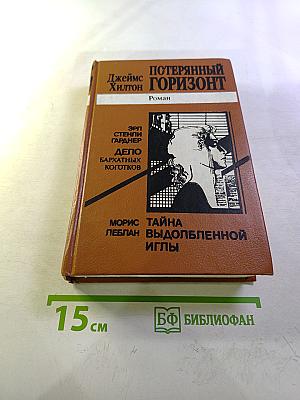 Джеймс
Хилтон
ПОТЕРЯННЫЙ
ГОРИЗОНТ
Роман
ЭРЛ
СТЕНЛИ
ГАРДНЕР
ДЕЛО
БАРХАТНЫХ
КОГОТКОВ
МОРИС
ЛЕБЛАН
ТАЙНА
ВЫДОЛБЛЕННОЙ
ИГЛЫ
15 см
БФ БИБЛИОФАН